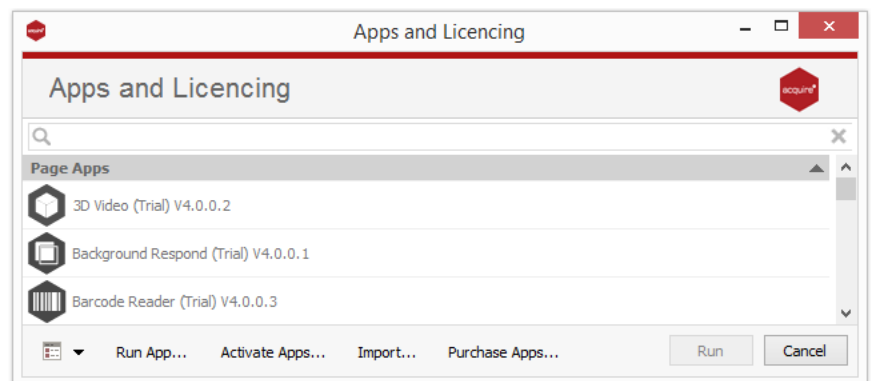 acquire
Apps and Licencing
Apps and Licencing
acquire
Page Apps
3D Video (Trial) V4.0.0.2
Background Respond (Trial) V4.0.0.1
Barcode Reader (Trial) V4.0.0.3
Run App... Activate Apps... Import... Purchase Apps... Run Cancel